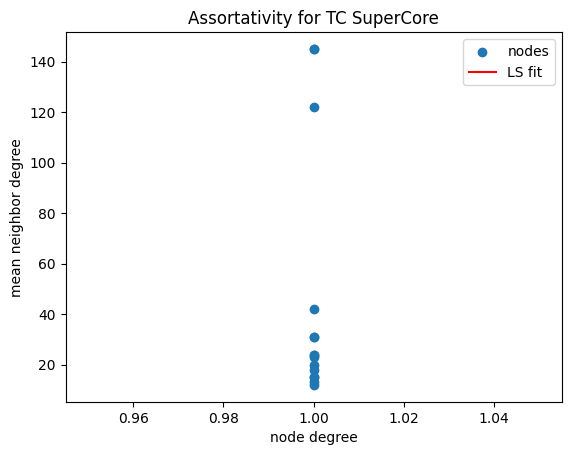 Assortativity for TC SuperCore
nodes
LS fit
mean neighbor degree
140
120
100
80
60
40
20
0.96 0.98 1.00 1.02 1.04
node degree